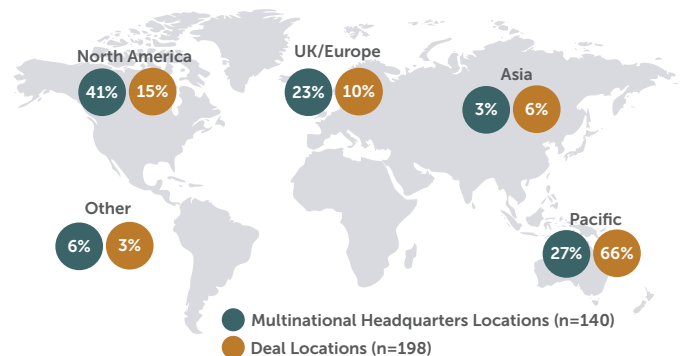 North America
41% 15%
UK/Europe
23% 10%
Asia
3% 6%
Other
6% 3%
Pacific
27% 66%
Multinational Headquarters Locations (n=140)
Deal Locations (n=198)